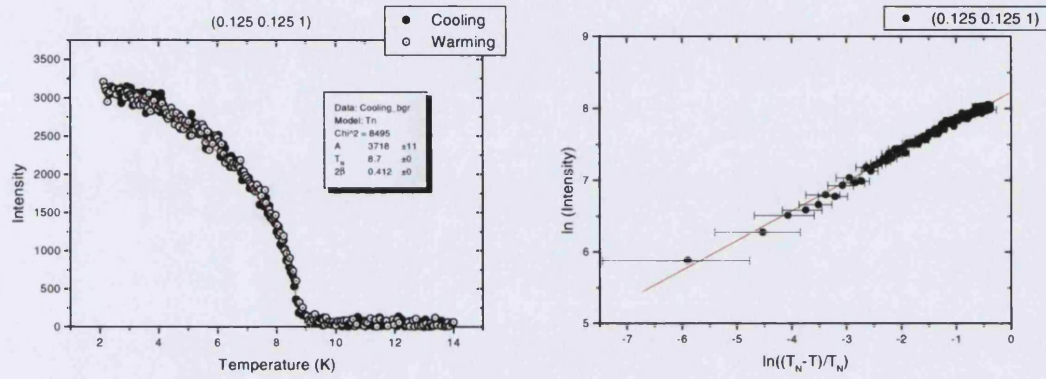 (0.125 0.125 1)
Cooling
Warming
3500
3000
2500
2000
1500
1000
500
0
Intensity
Data: Cooling_bgr
Model: Tn
Chi^2 = 8495
A 3718 ±11
T_N 8.7 ±0
2β 0.412 ±0
2 4 6 8 10 12 14
Temperature (K)
(0.125 0.125 1)
9
8
7
6
5
ln (Intensity)
-7 -6 -5 -4 -3 -2 -1 0
ln((T_N-T)/T_N)